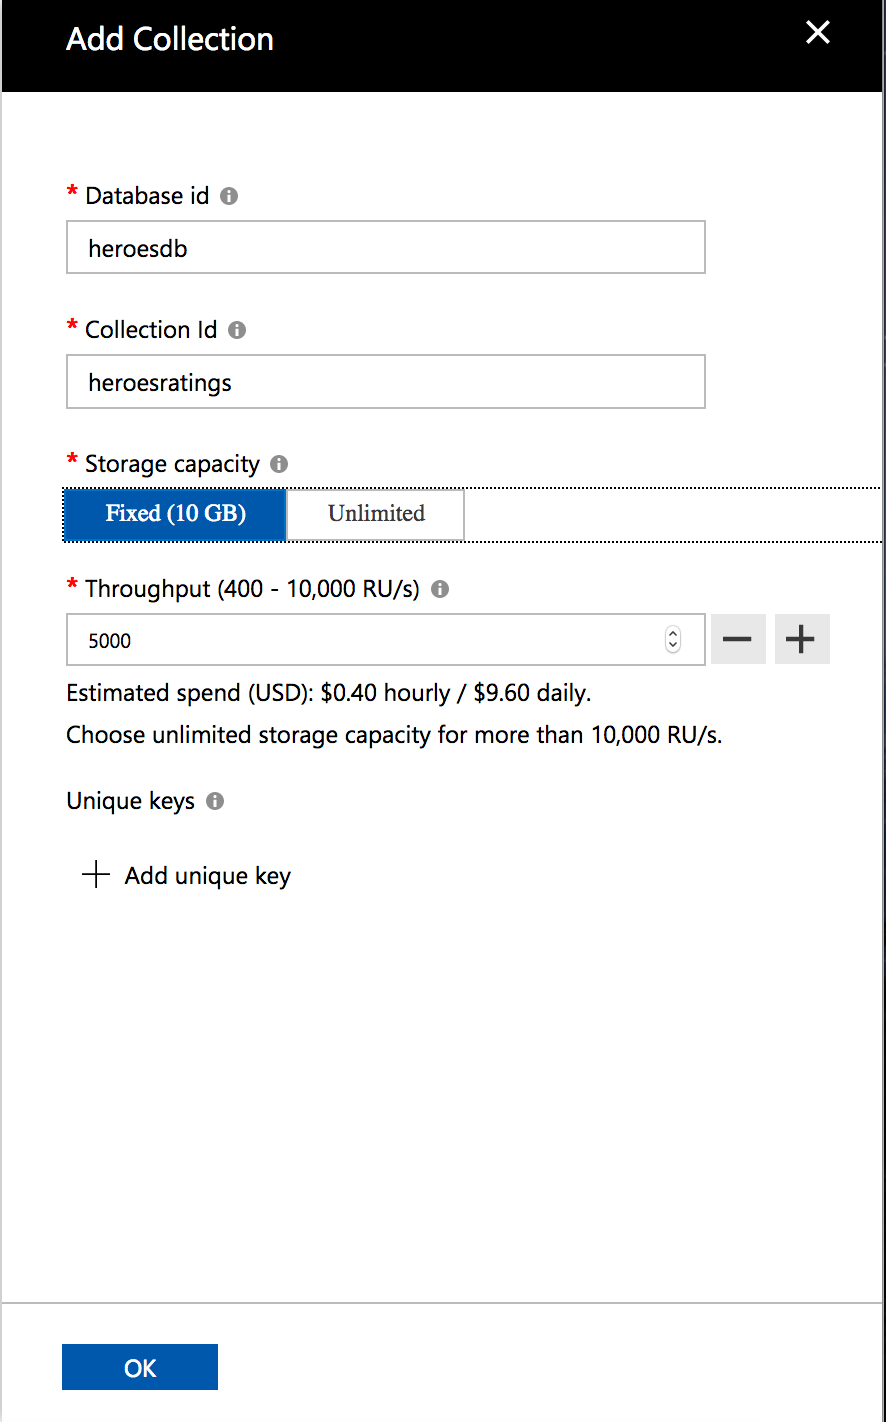 Add Collection
* Database id
heroesdb
* Collection Id
heroesratings
* Storage capacity
Fixed (10 GB) Unlimited
* Throughput (400 - 10,000 RU/s)
5000
Estimated spend (USD): $0.40 hourly / $9.60 daily.
Choose unlimited storage capacity for more than 10,000 RU/s.
Unique keys
Add unique key
OK